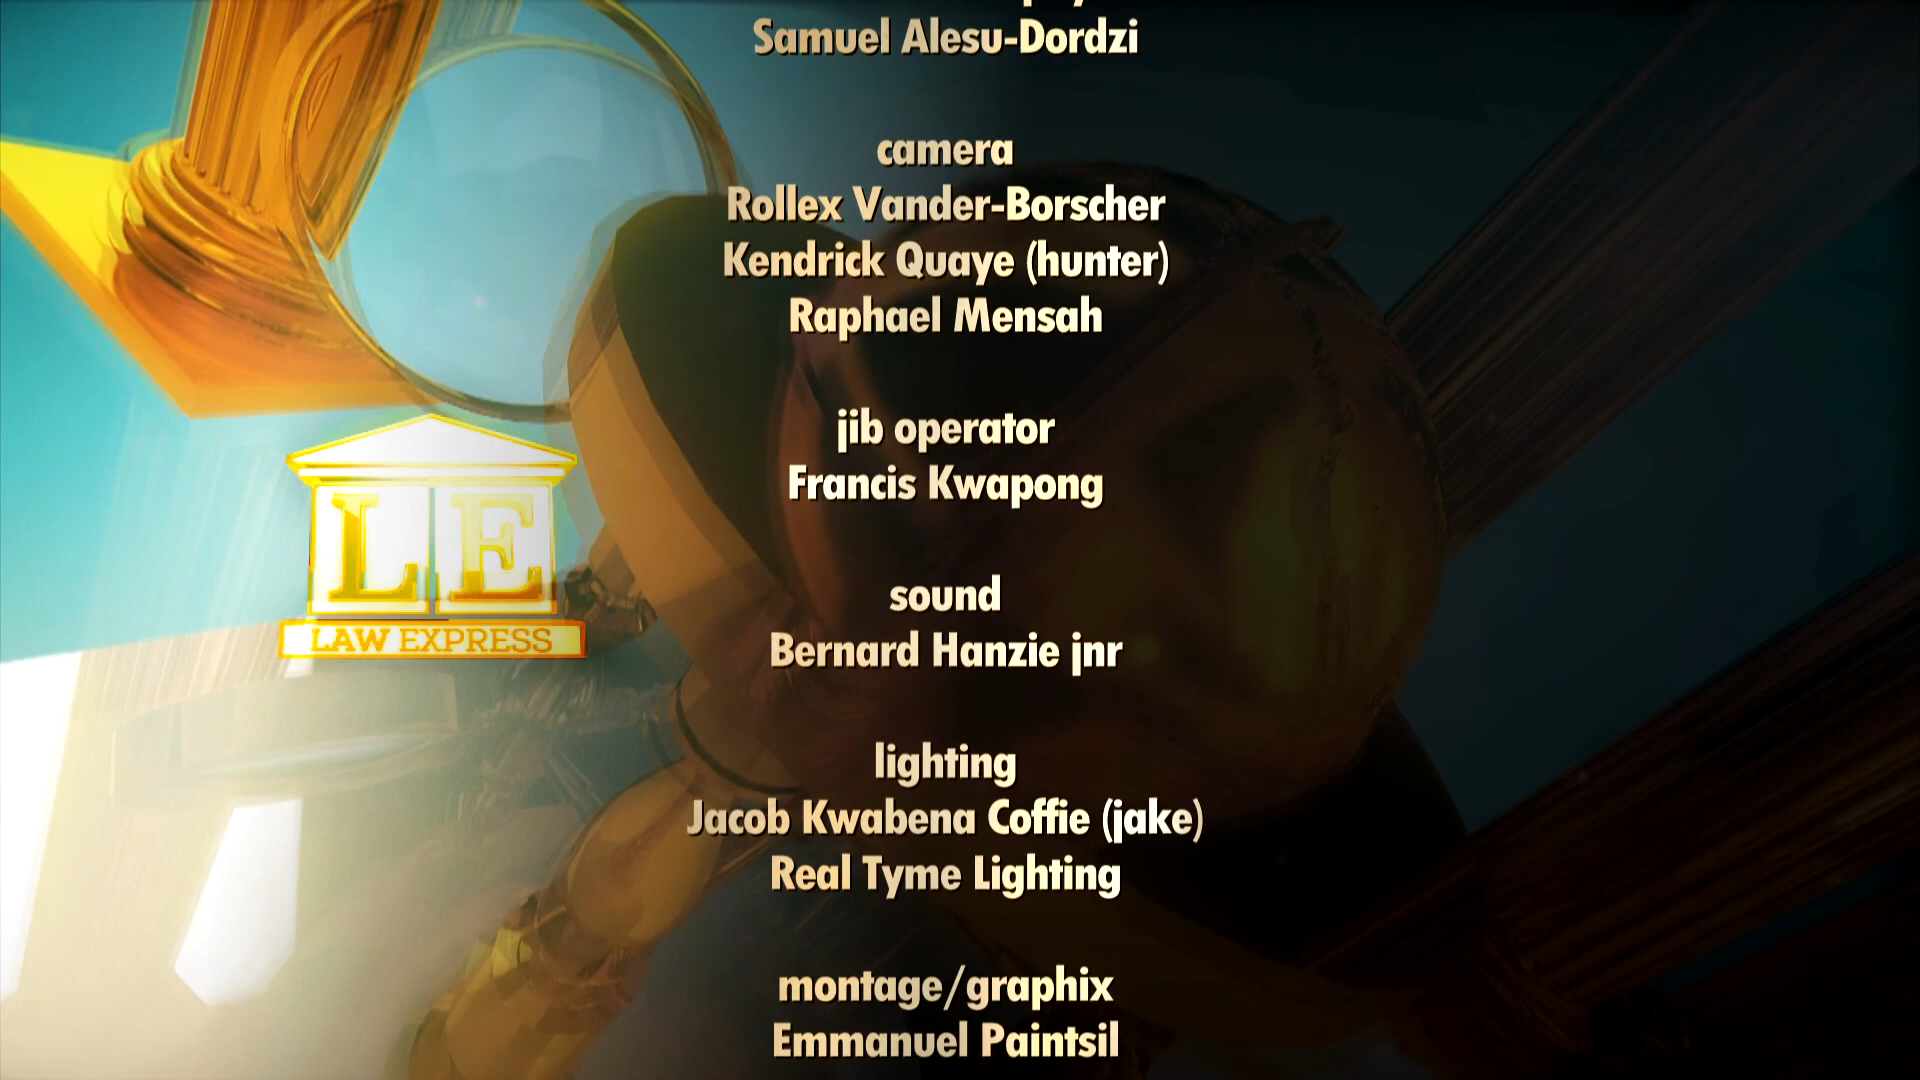 Samuel Alesu-Dordzi
camera
Rollex Vander-Borscher
Kendrick Quaye (hunter)
Raphael Mensah
jib operator
Francis Kwapong
L E
LAW EXPRESS
sound
Bernard Hanzie jnr
lighting
Jacob Kwabena Coffie (jake)
Real Tyme Lighting
montage/graphix
Emmanuel Paintsil